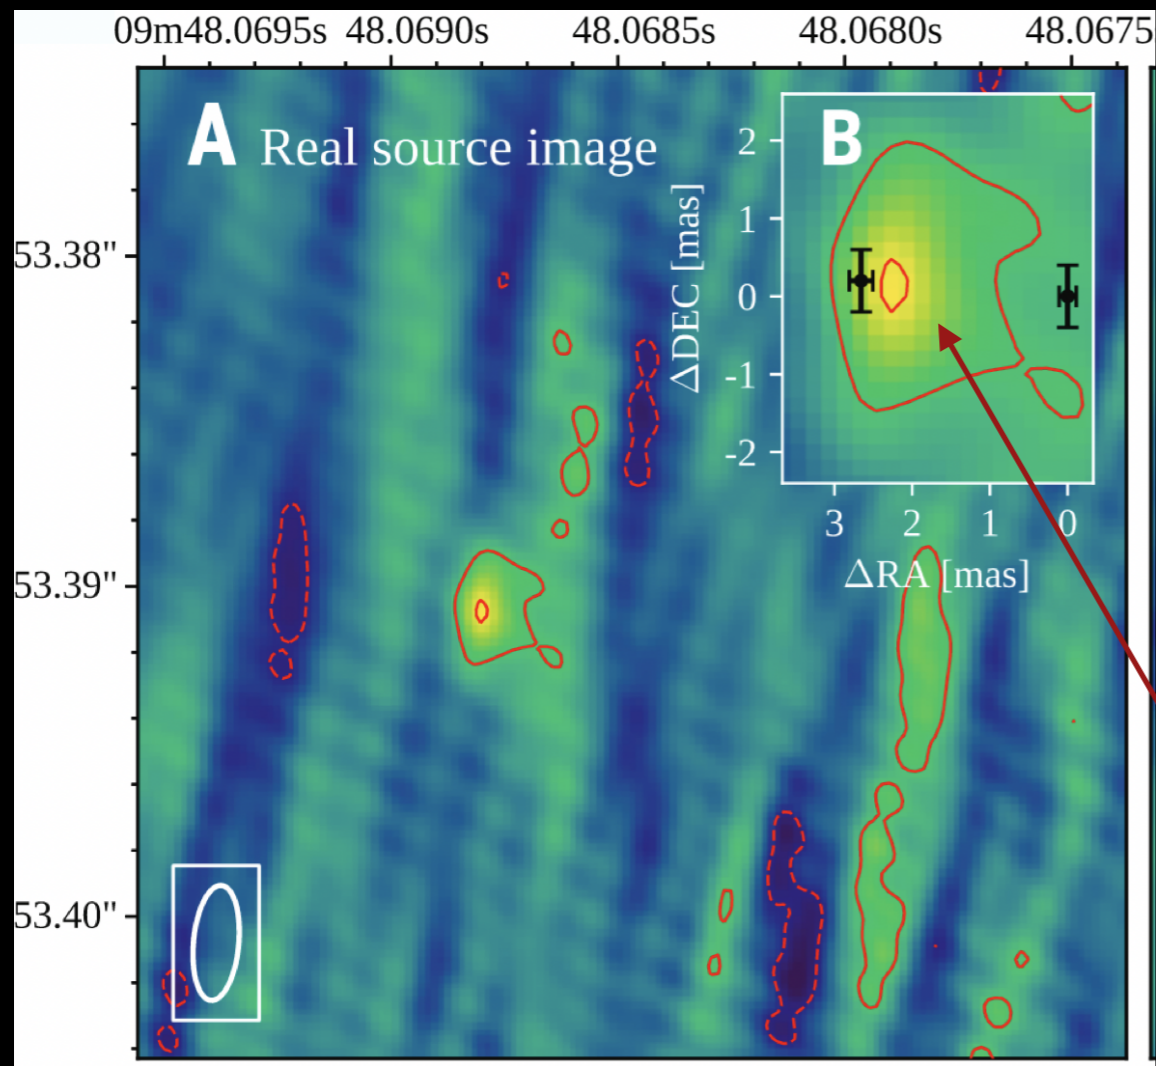 09m48.0695s 48.0690s 48.0685s 48.0680s 48.0675
A Real source image
B
53.38"
53.39"
53.40"
ΔDEC [mas]
2
1
0
-1
-2
3 2 1 0
ΔRA [mas]